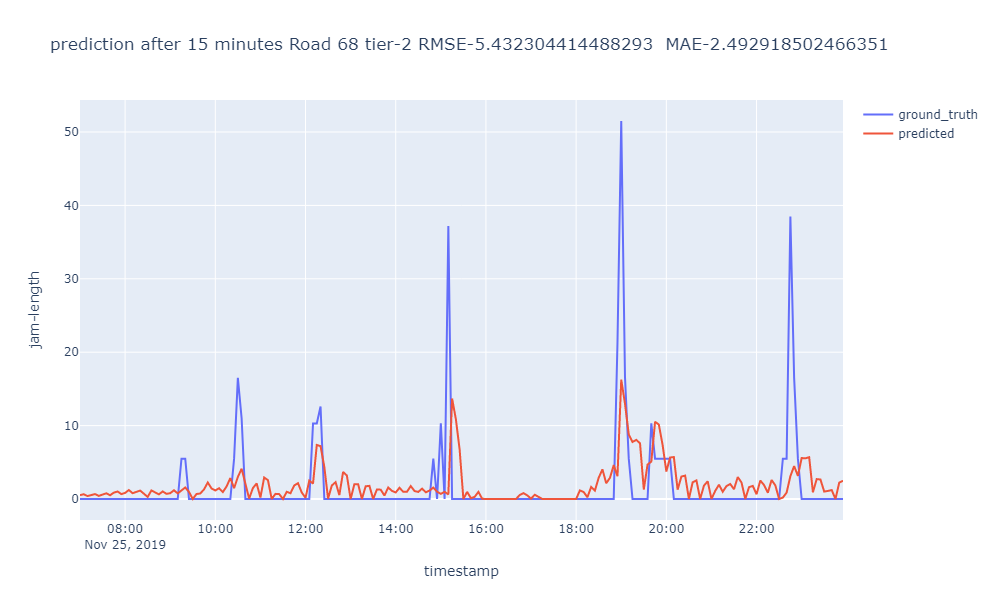 prediction after 15 minutes Road 68 tier-2 RMSE-5.432304414488293  MAE-2.492918502466351
ground_truth
predicted
jam-length
50
40
30
20
10
0
08:00 10:00 12:00 14:00 16:00 18:00 20:00 22:00
Nov 25, 2019
timestamp